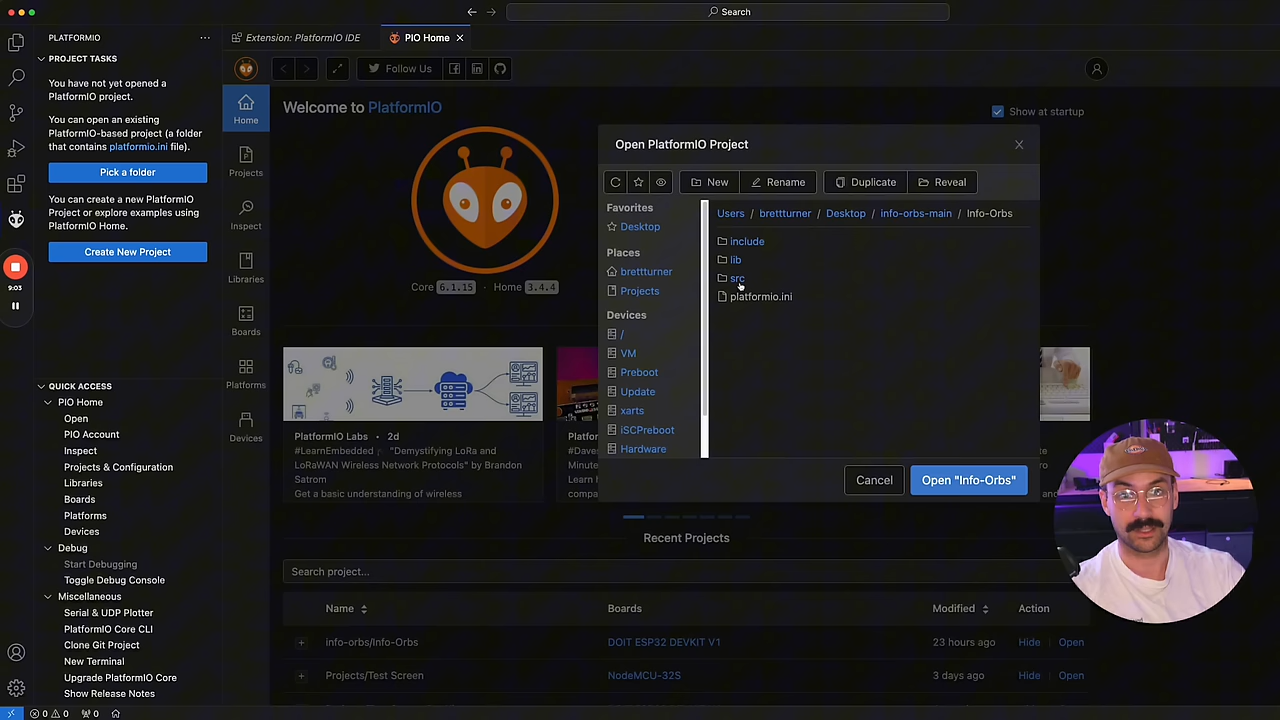 Search
PLATFORMIO
Extension: PlatformIO IDE
PIO Home
PROJECT TASKS
You have not yet opened a
PlatformIO project.
You can open an existing
PlatformIO-based project (a folder
that contains platformio.ini file).
Pick a folder
You can create a new PlatformIO
Project or explore examples using
PlatformIO Home.
Create New Project
9:03
QUICK ACCESS
PIO Home
Open
PIO Account
Inspect
Projects & Configuration
Libraries
Boards
Platforms
Devices
Debug
Start Debugging
Toggle Debug Console
Miscellaneous
Serial & UDP Plotter
PlatformIO Core CLI
Clone Git Project
New Terminal
Upgrade PlatformIO Core
Show Release Notes
0 0 0
Follow Us
Home
Projects
Inspect
Libraries
Boards
Platforms
Devices
Welcome to PlatformIO
Show at startup
Core 6.1.15 Home 3.4.4
PlatformIO Labs • 2d
#LearnEmbedded "Demystifying LoRa and
LoRaWAN Wireless Network Protocols" by Brandon
Satrom
Get a basic understanding of wireless
Platfor
#Daves
Minute
Learn h
compa
Open PlatformIO Project
New Rename Duplicate Reveal
Favorites
Desktop
Places
brettturner
Projects
Devices
/
VM
Preboot
Update
xarts
iSCPreboot
Hardware
Users / brettturner / Desktop / info-orbs-main / Info-Orbs
include
lib
src
platformio.ini
Cancel Open "Info-Orbs"
Recent Projects
Search project...
Name Boards Modified Action
info-orbs/Info-Orbs DOIT ESP32 DEVKIT V1 23 hours ago Hide Open
Projects/Test Screen NodeMCU-32S 3 days ago Hide Open